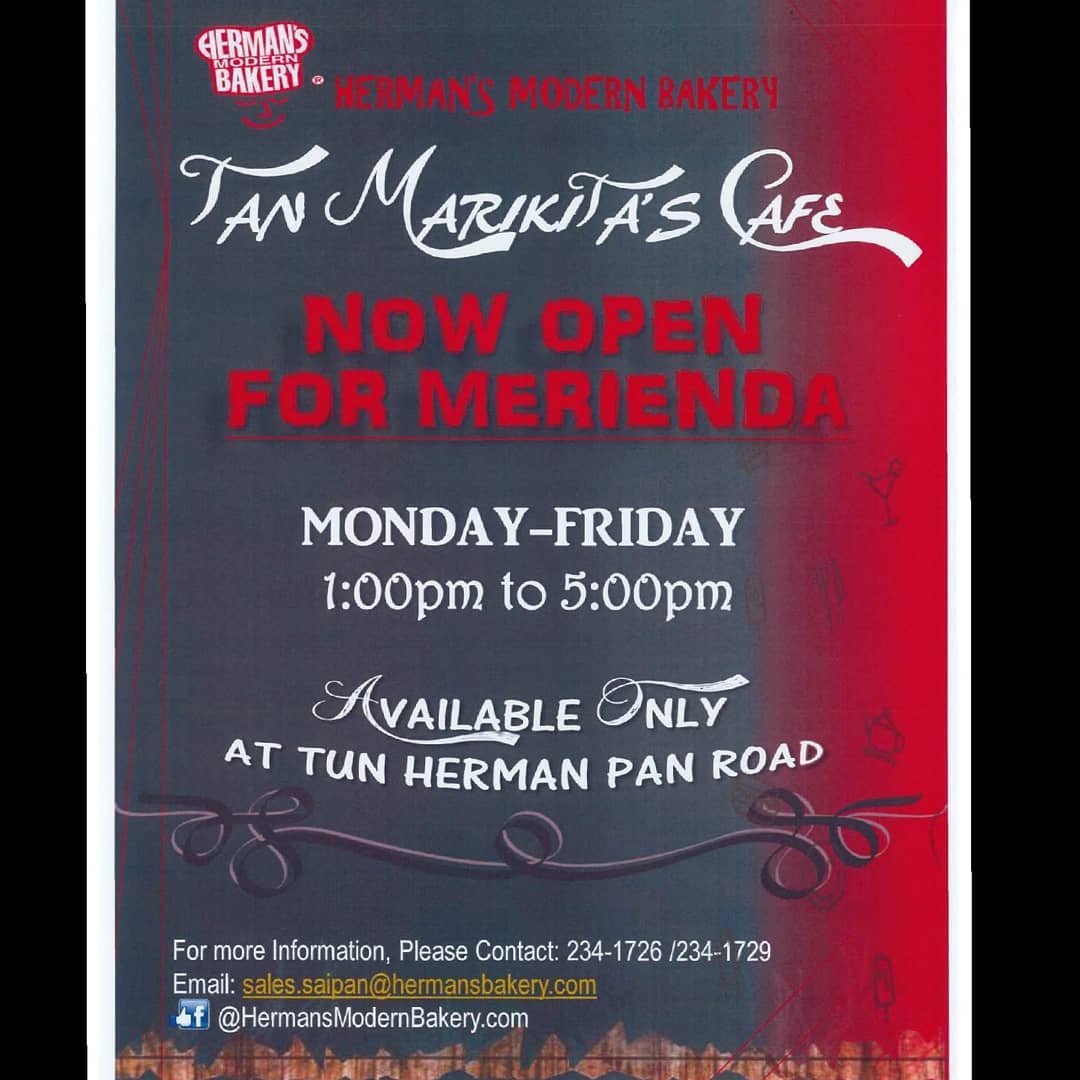 HERMAN'S
MODERN
BAKERY
®
HERMAN'S MODERN BAKERY
TAN MARIKITA'S CAFE
NOW OPEN
FOR MERIENDA
MONDAY-FRIDAY
1:00pm to 5:00pm
AVAILABLE ONLY
AT TUN HERMAN PAN ROAD
For more Information, Please Contact: 234-1726 /234-1729
Email: sales.saipan@hermansbakery.com
f @HermansModernBakery.com